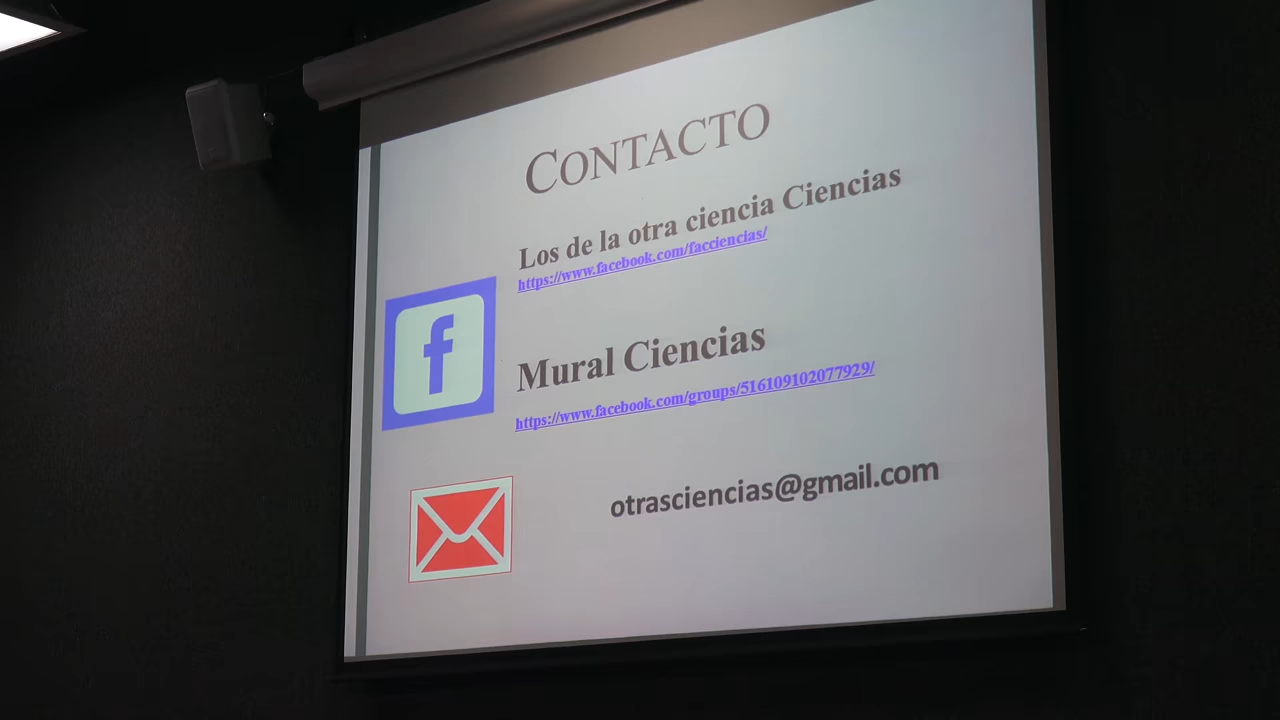 CONTACTO
Los de la otra ciencia Ciencias
https://www.facebook.com/facciencias/
Mural Ciencias
https://www.facebook.com/groups/516109102077929/
otrasciencias@gmail.com